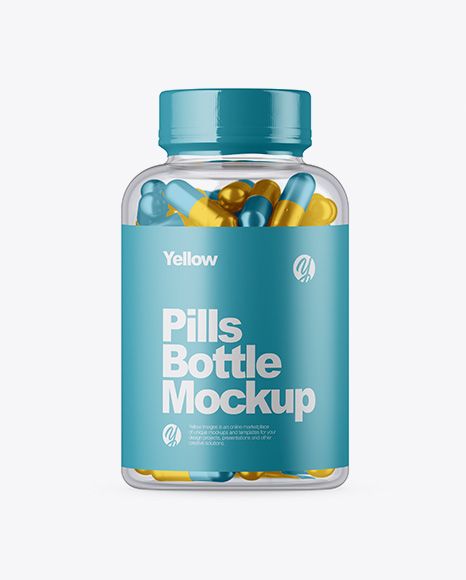 Yellow
Pills
Bottle
Mockup
Yellow Images is an online marketplace
of unique mockups and templates for your
design projects, presentations and other
creative solutions.